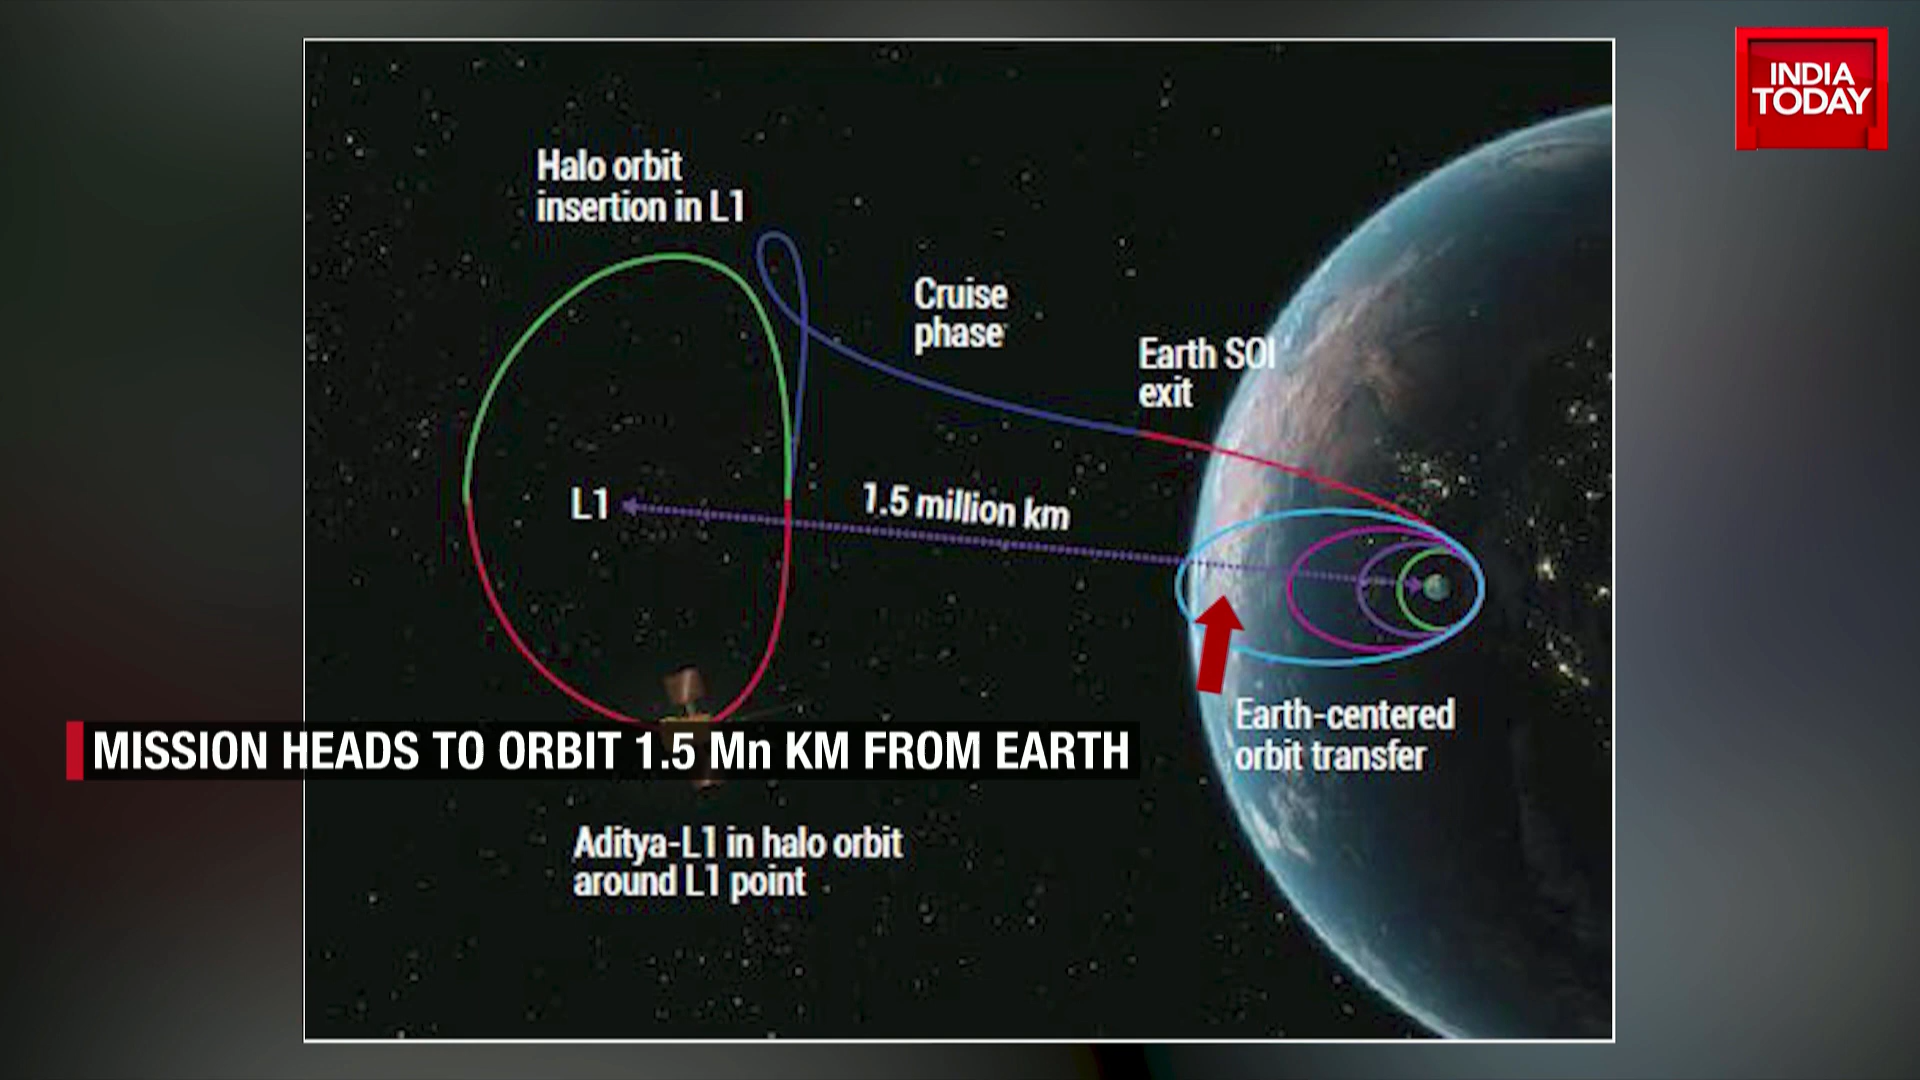 INDIA
TODAY
Halo orbit
insertion in L1
Cruise
phase
Earth SOI
exit
L1
1.5 million km
Earth-centered
orbit transfer
MISSION HEADS TO ORBIT 1.5 Mn KM FROM EARTH
Aditya-L1 in halo orbit
around L1 point